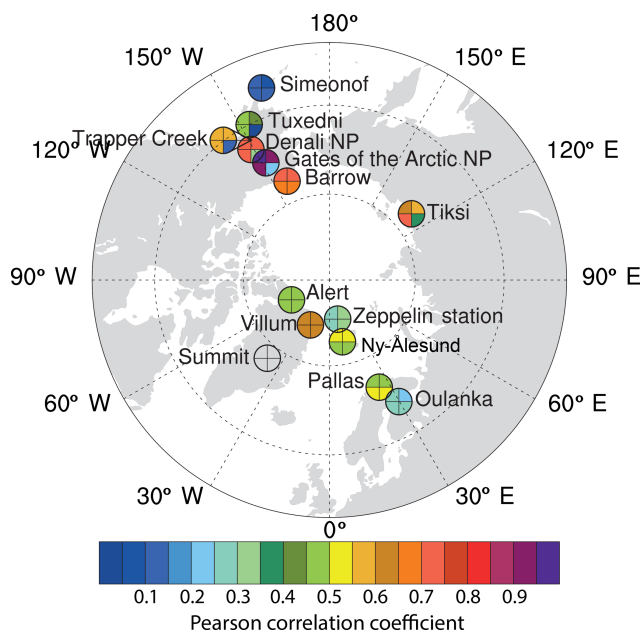 180°
150° W
150° E
Simeonof
Tuxedni
Trapper Creek
Denali NP
120° W
120° E
Gates of the Arctic NP
Barrow
Tiksi
90° W
90° E
Alert
Villum
Zeppelin station
Ny-Ålesund
Summit
Pallas
Oulanka
60° W
60° E
30° W
30° E
0°
0.1 0.2 0.3 0.4 0.5 0.6 0.7 0.8 0.9
Pearson correlation coefficient